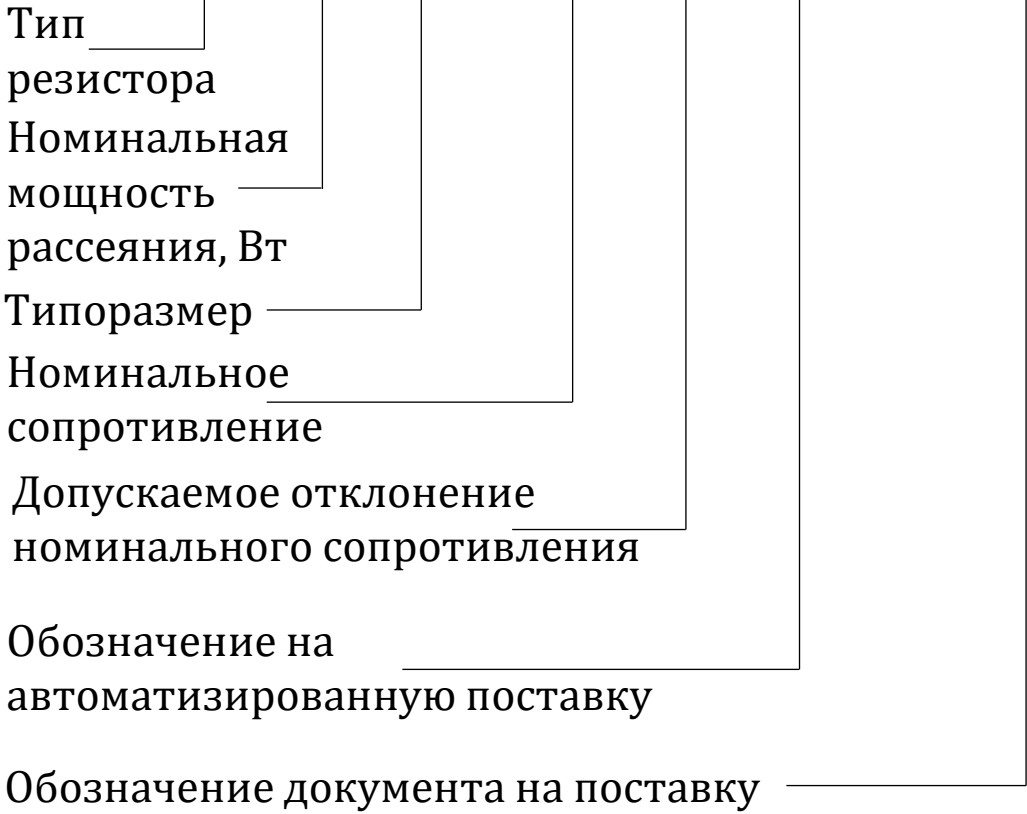 Тип
резистора
Номинальная
мощность
рассеяния, Вт
Типоразмер
Номинальное
сопротивление
Допускаемое отклонение
номинального сопротивления
Обозначение на
автоматизированную поставку
Обозначение документа на поставку